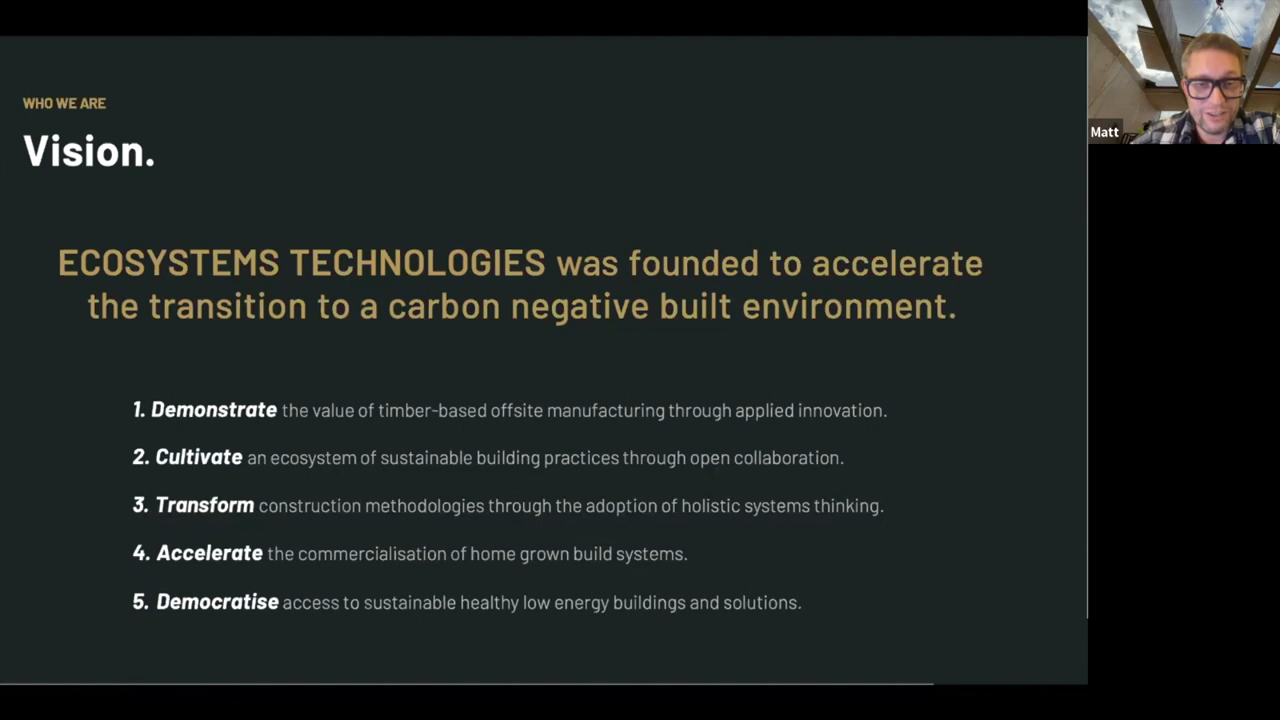 WHO WE ARE
Vision.
ECOSYSTEMS TECHNOLOGIES was founded to accelerate
the transition to a carbon negative built environment.
1. Demonstrate the value of timber-based offsite manufacturing through applied innovation.
2. Cultivate an ecosystem of sustainable building practices through open collaboration.
3. Transform construction methodologies through the adoption of holistic systems thinking.
4. Accelerate the commercialisation of home grown build systems.
5. Democratise access to sustainable healthy low energy buildings and solutions.
Matt